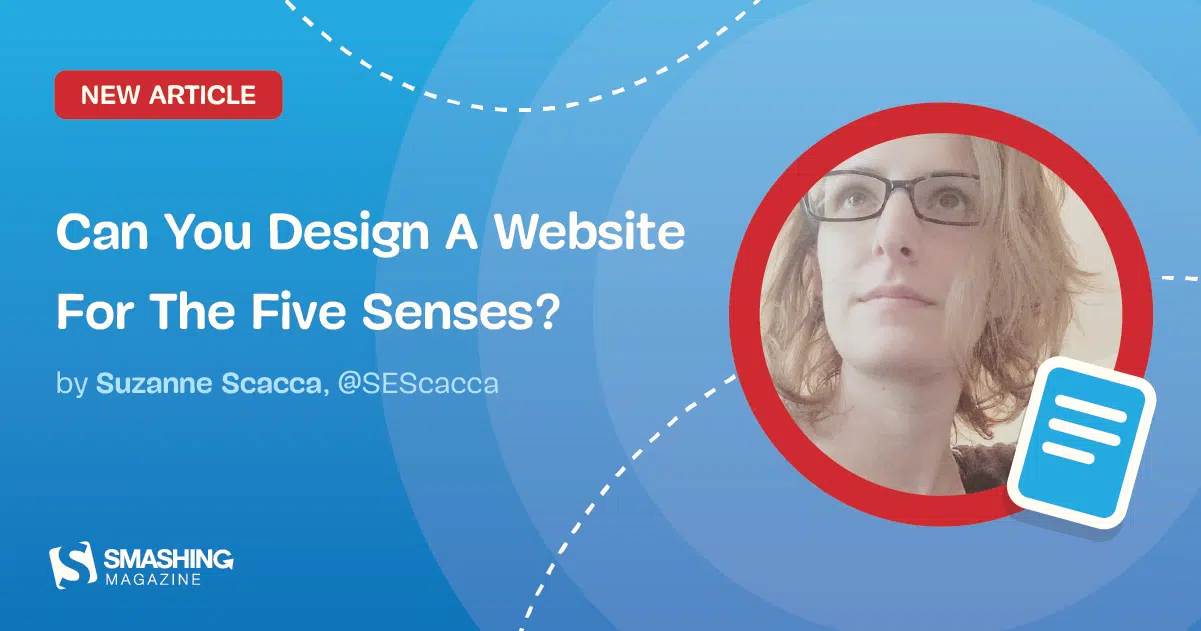 NEW ARTICLE
Can You Design A Website
For The Five Senses?
by Suzanne Scacca, @SEScacca
SMASHING
MAGAZINE